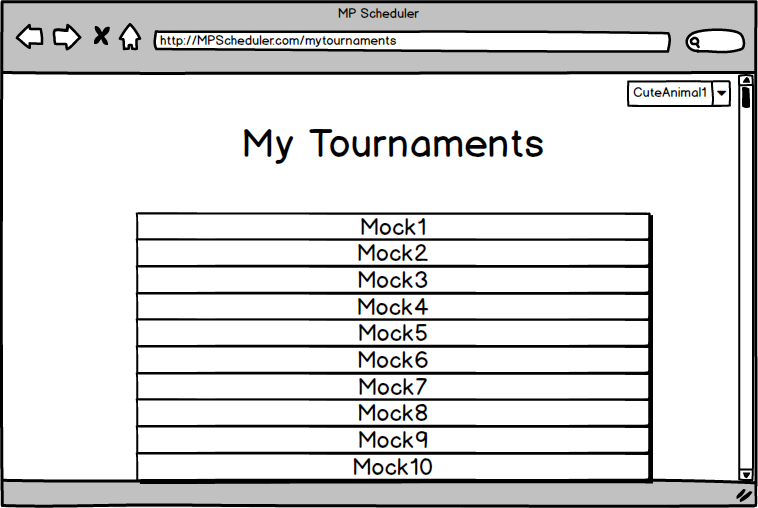 MP Scheduler
http://MPScheduler.com/mytournaments
CuteAnimal1
My Tournaments
Mock1
Mock2
Mock3
Mock4
Mock5
Mock6
Mock7
Mock8
Mock9
Mock10